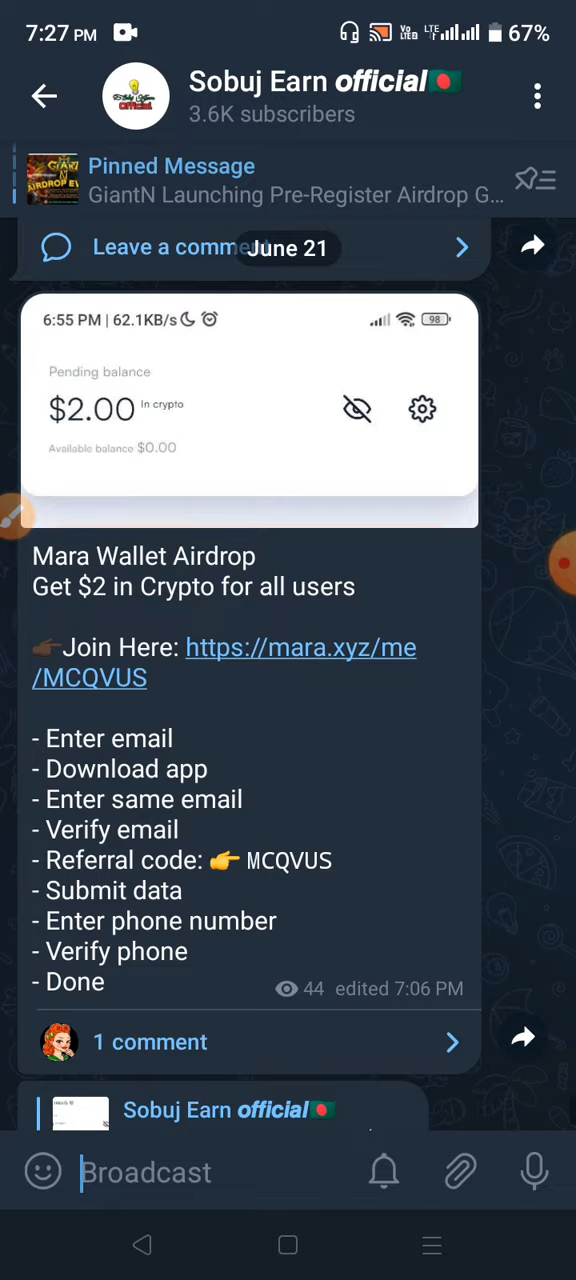 7:27 PM
Vo LTE LTE 67%
Sobuj Earn official🇧🇩
3.6K subscribers
Pinned Message
GiantN Launching Pre-Register Airdrop G...
Leave a comme
June 21
6:55 PM | 62.1KB/s 98
Pending balance
$2.00 In crypto
Available balance $0.00
Mara Wallet Airdrop
Get $2 in Crypto for all users
👉🏿Join Here: https://mara.xyz/me
/MCQVUS
- Enter email
- Download app
- Enter same email
- Verify email
- Referral code: 👉 MCQVUS
- Submit data
- Enter phone number
- Verify phone
- Done
44 edited 7:06 PM
1 comment
Sobuj Earn official🇧🇩
Broadcast